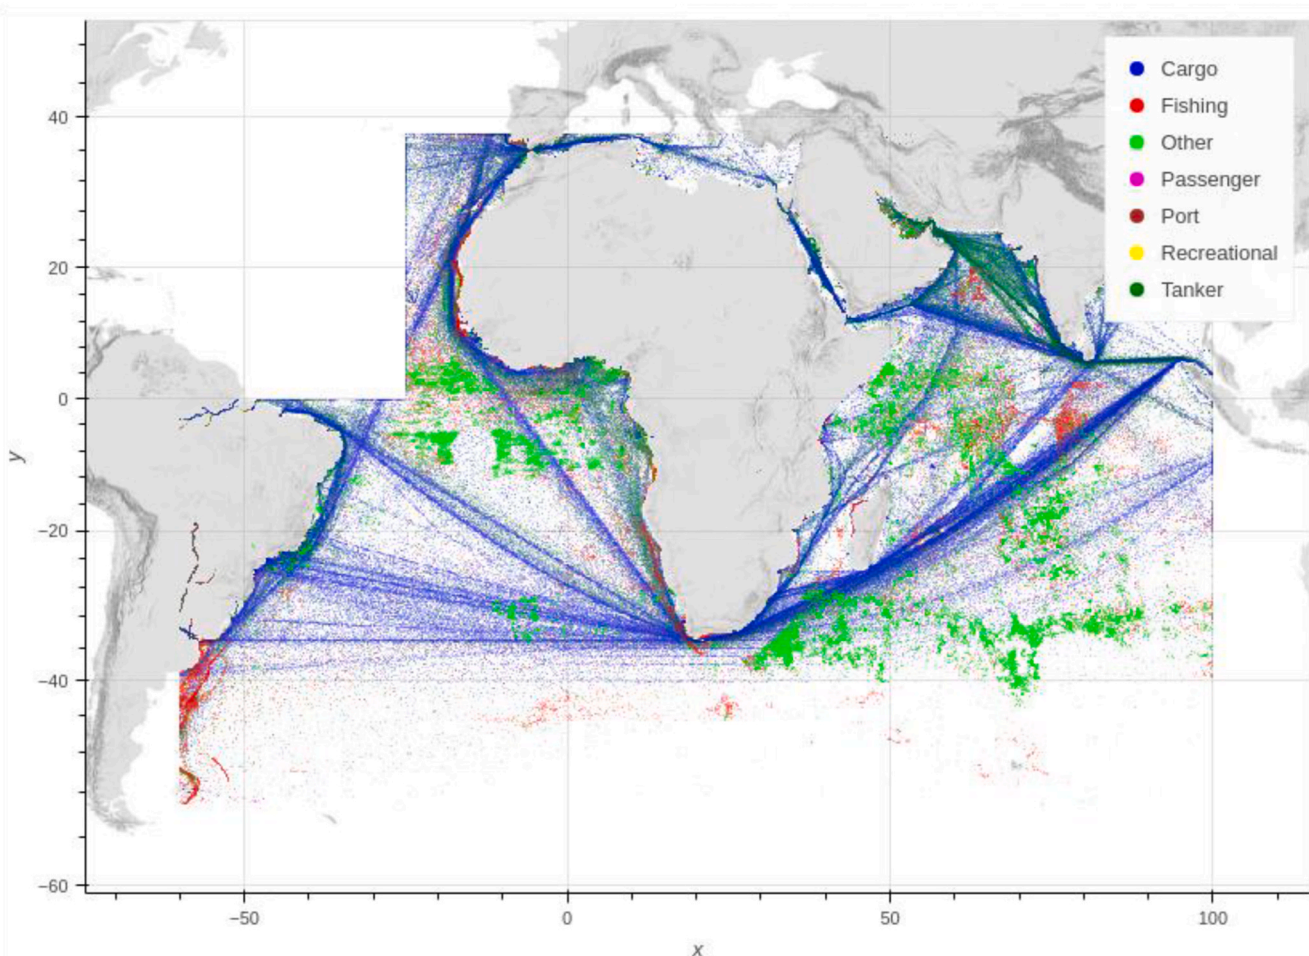 Cargo
Fishing
Other
Passenger
Port
Recreational
Tanker
40
20
0
−20
−40
−60
y
−50
0
50
100
x